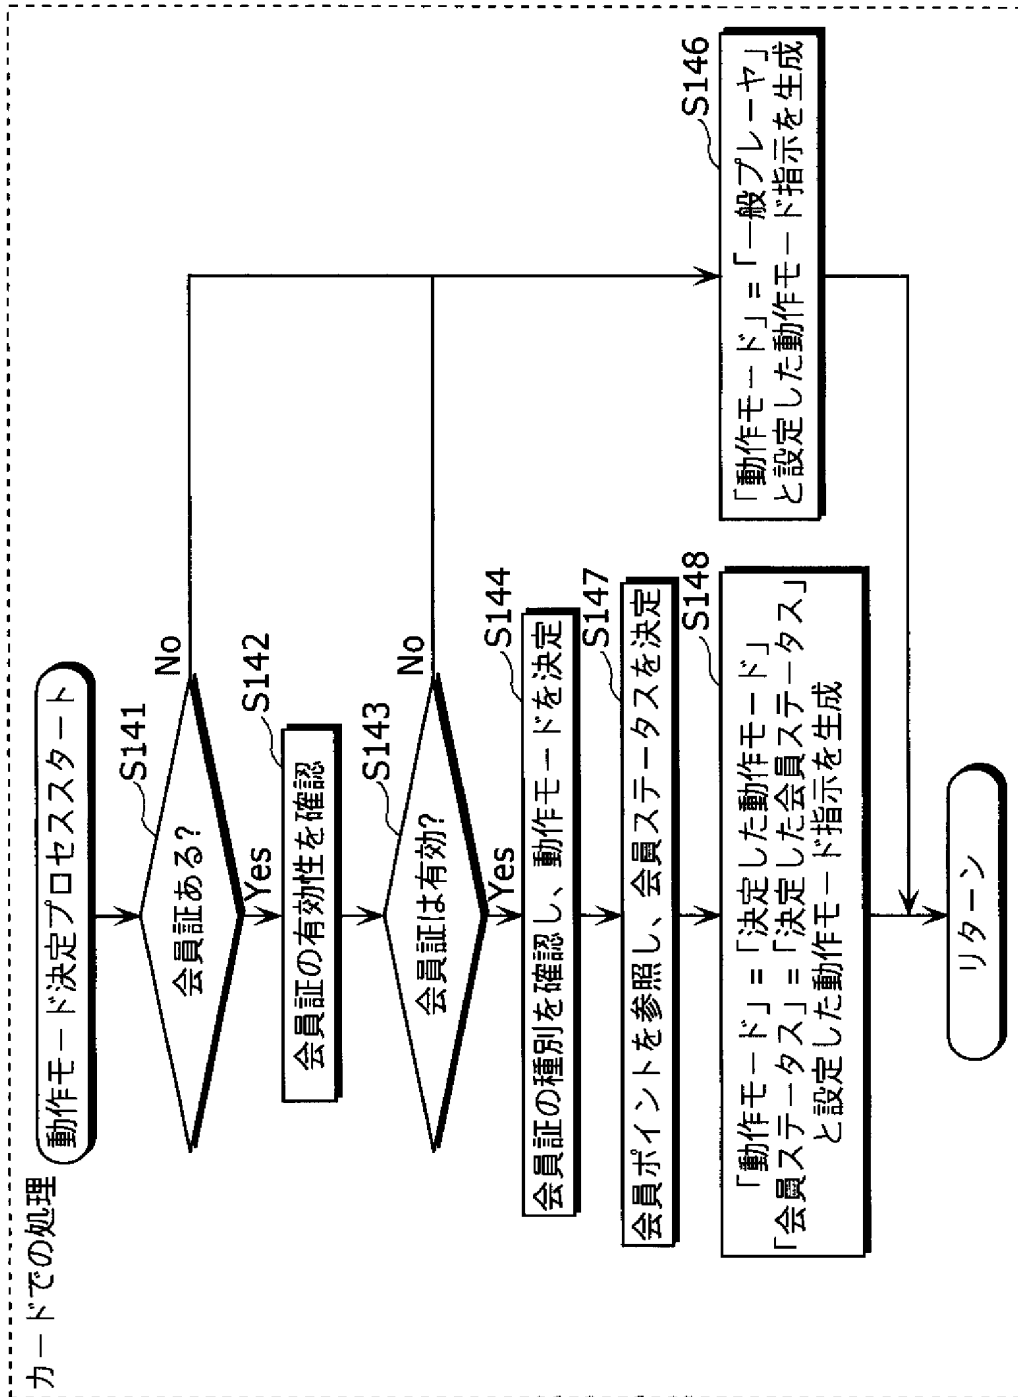 カードでの処理
動作モード決定プロセススタート
S141
会員証ある?
No
Yes
S142
会員証の有効性を確認
S143
会員証は有効?
No
Yes
S144
会員証の種別を確認し、動作モードを決定
S147
会員ポイントを参照し、会員ステータスを決定
S148
「動作モード」=「決定した動作モード」
「会員ステータス」=「決定した会員ステータス」
と設定した動作モード指示を生成
S146
「動作モード」=「一般プレーヤ」
と設定した動作モード指示を生成
リターン